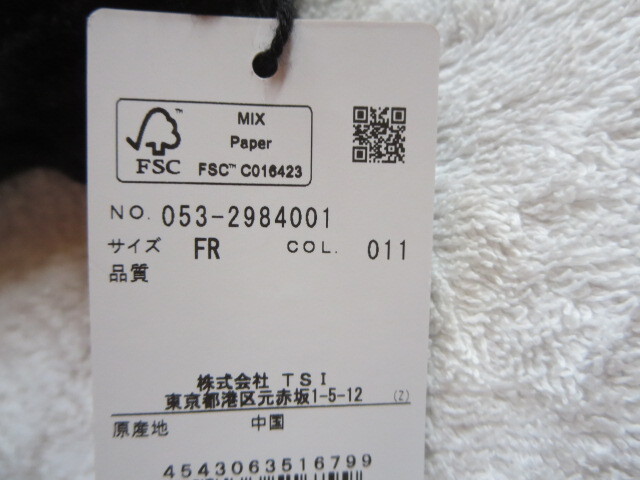 MIX
Paper
FSC™
FSC™ C016423
NO. 053-2984001
サイズ FR COL. 011
品質
株式会社 TSI
東京都港区元赤坂1-5-12 (Z)
原産地 中国
4543063516799